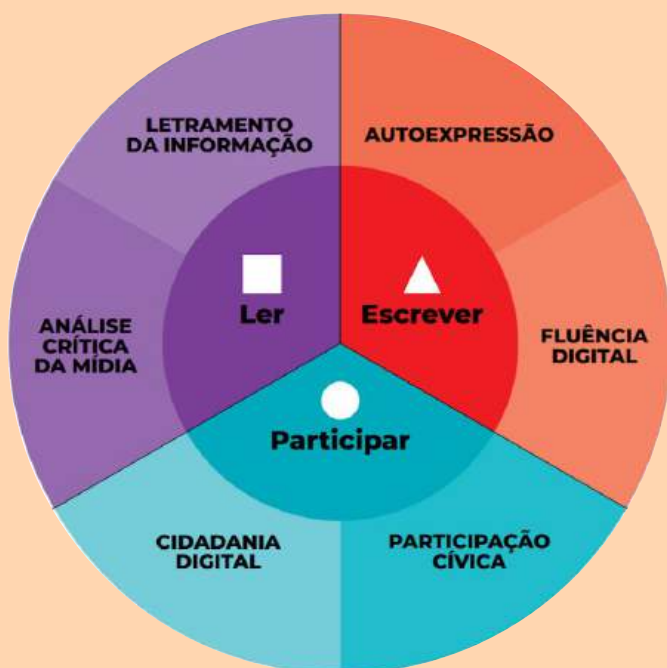 LETRAMENTO
DA INFORMAÇÃO
AUTOEXPRESSÃO
Ler
Escrever
ANÁLISE
CRÍTICA
DA MÍDIA
FLUÊNCIA
DIGITAL
Participar
CIDADANIA
DIGITAL
PARTICIPAÇÃO
CÍVICA